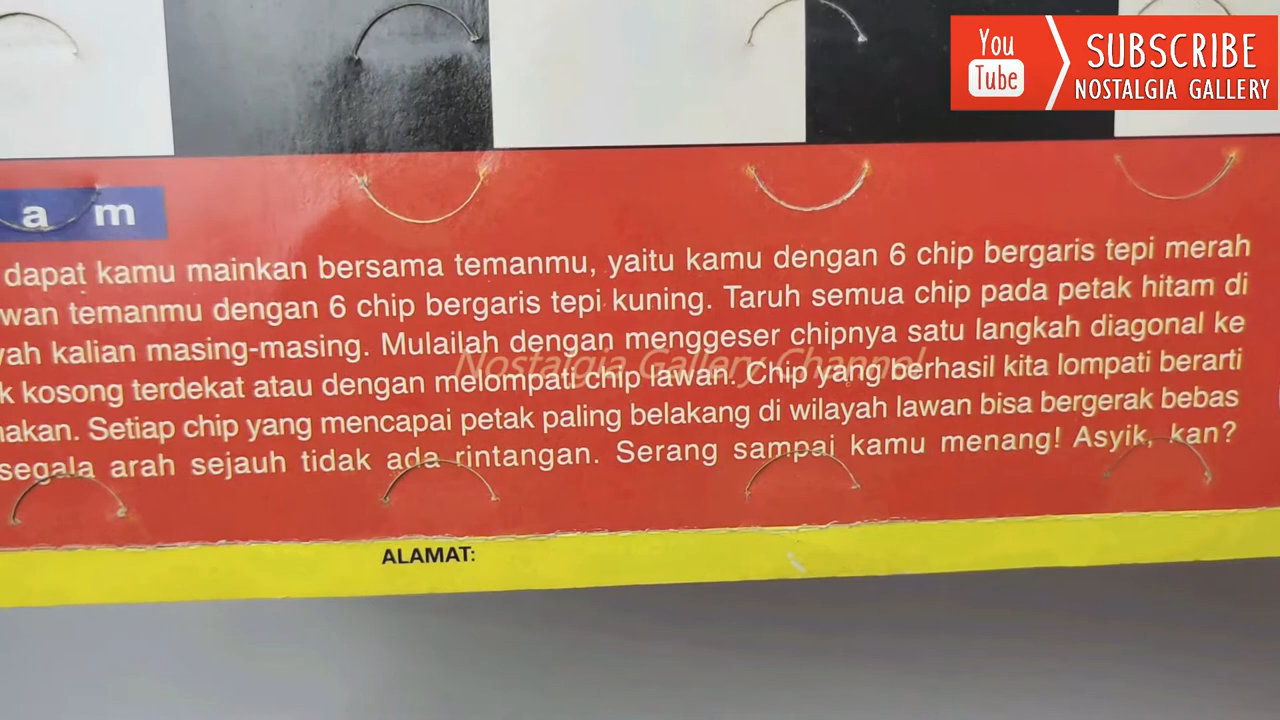 You
Tube
SUBSCRIBE
NOSTALGIA GALLERY
a m
dapat kamu mainkan bersama temanmu, yaitu kamu dengan 6 chip bergaris tepi merah
wan temanmu dengan 6 chip bergaris tepi kuning. Taruh semua chip pada petak hitam di
yah kalian masing-masing. Mulailah dengan menggeser chipnya satu langkah diagonal ke
k kosong terdekat atau dengan melompati chip lawan. Chip yang berhasil kita lompati berarti
Nostalgia Gallery Channel
makan. Setiap chip yang mencapai petak paling belakang di wilayah lawan bisa bergerak bebas
segala arah sejauh tidak ada rintangan. Serang sampai kamu menang! Asyik, kan?
ALAMAT: